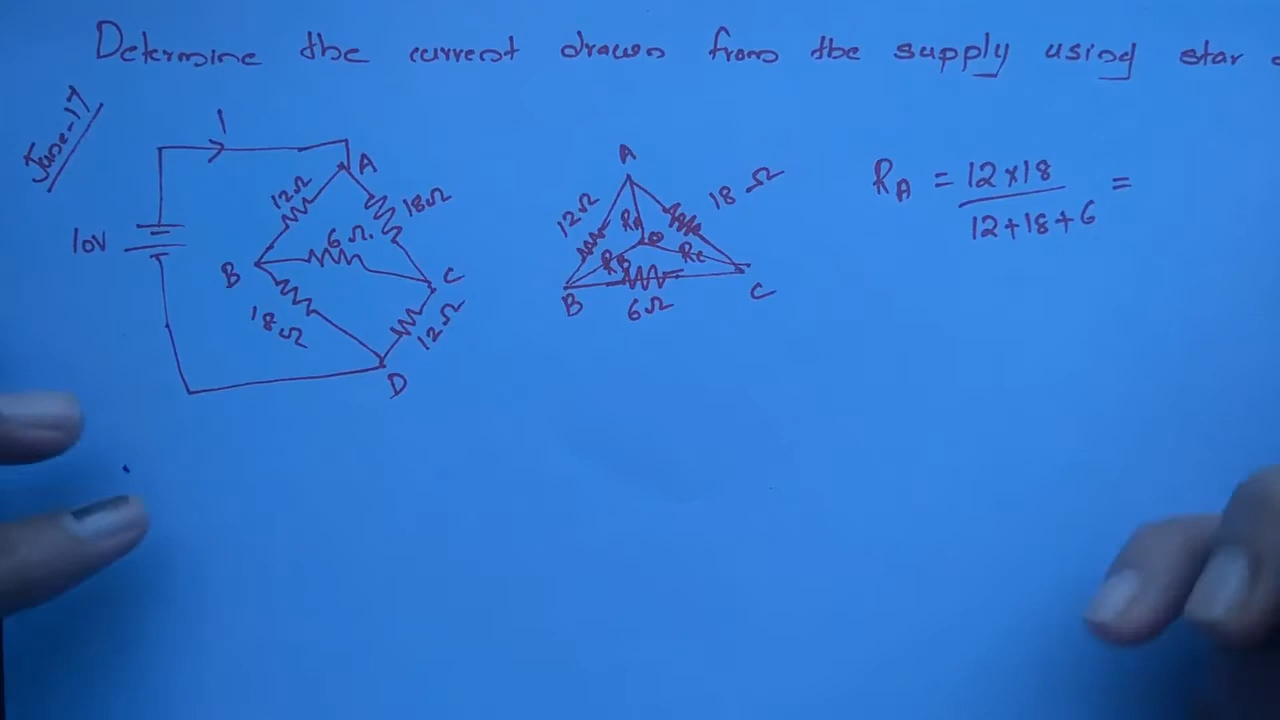 Determine the current drawn from the supply using star
June-17
I
A
12Ω
18Ω
6Ω.
10V
B
C
18Ω
12Ω
D
A
12Ω
18Ω
RA
RB
RC
B
6Ω
C
RA = 12×18 =
12+18+6